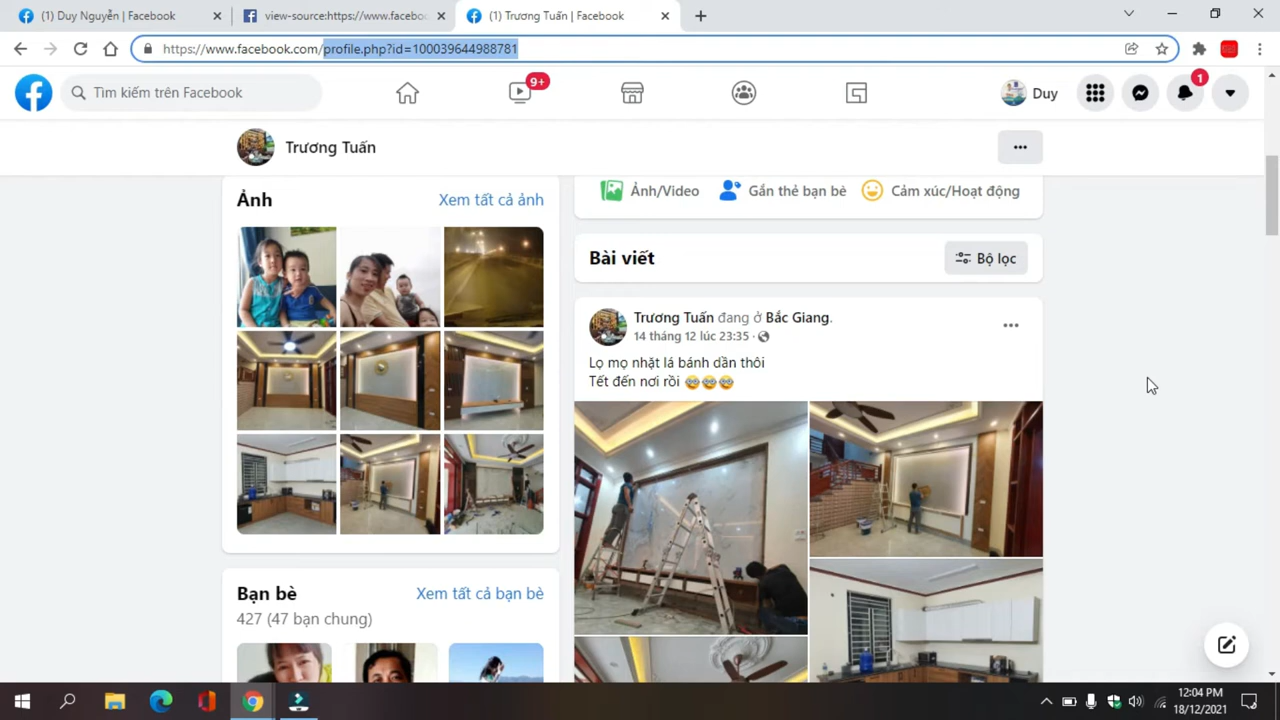 (1) Duy Nguyễn | Facebook
view-source:https://www.facebo
(1) Trương Tuấn | Facebook
https://www.facebook.com/profile.php?id=100039644988781
Tìm kiếm trên Facebook
9+
Duy
1
Trương Tuấn
Ảnh
Xem tất cả ảnh
Ảnh/Video
Gắn thẻ bạn bè
Cảm xúc/Hoạt động
Bài viết
Bộ lọc
Trương Tuấn đang ở Bắc Giang.
14 tháng 12 lúc 23:35 ·
Lọ mọ nhặt lá bánh dần thôi
Tết đến nơi rồi 🤓🤓🤓
Bạn bè
Xem tất cả bạn bè
427 (47 bạn chung)
12:04 PM
18/12/2021